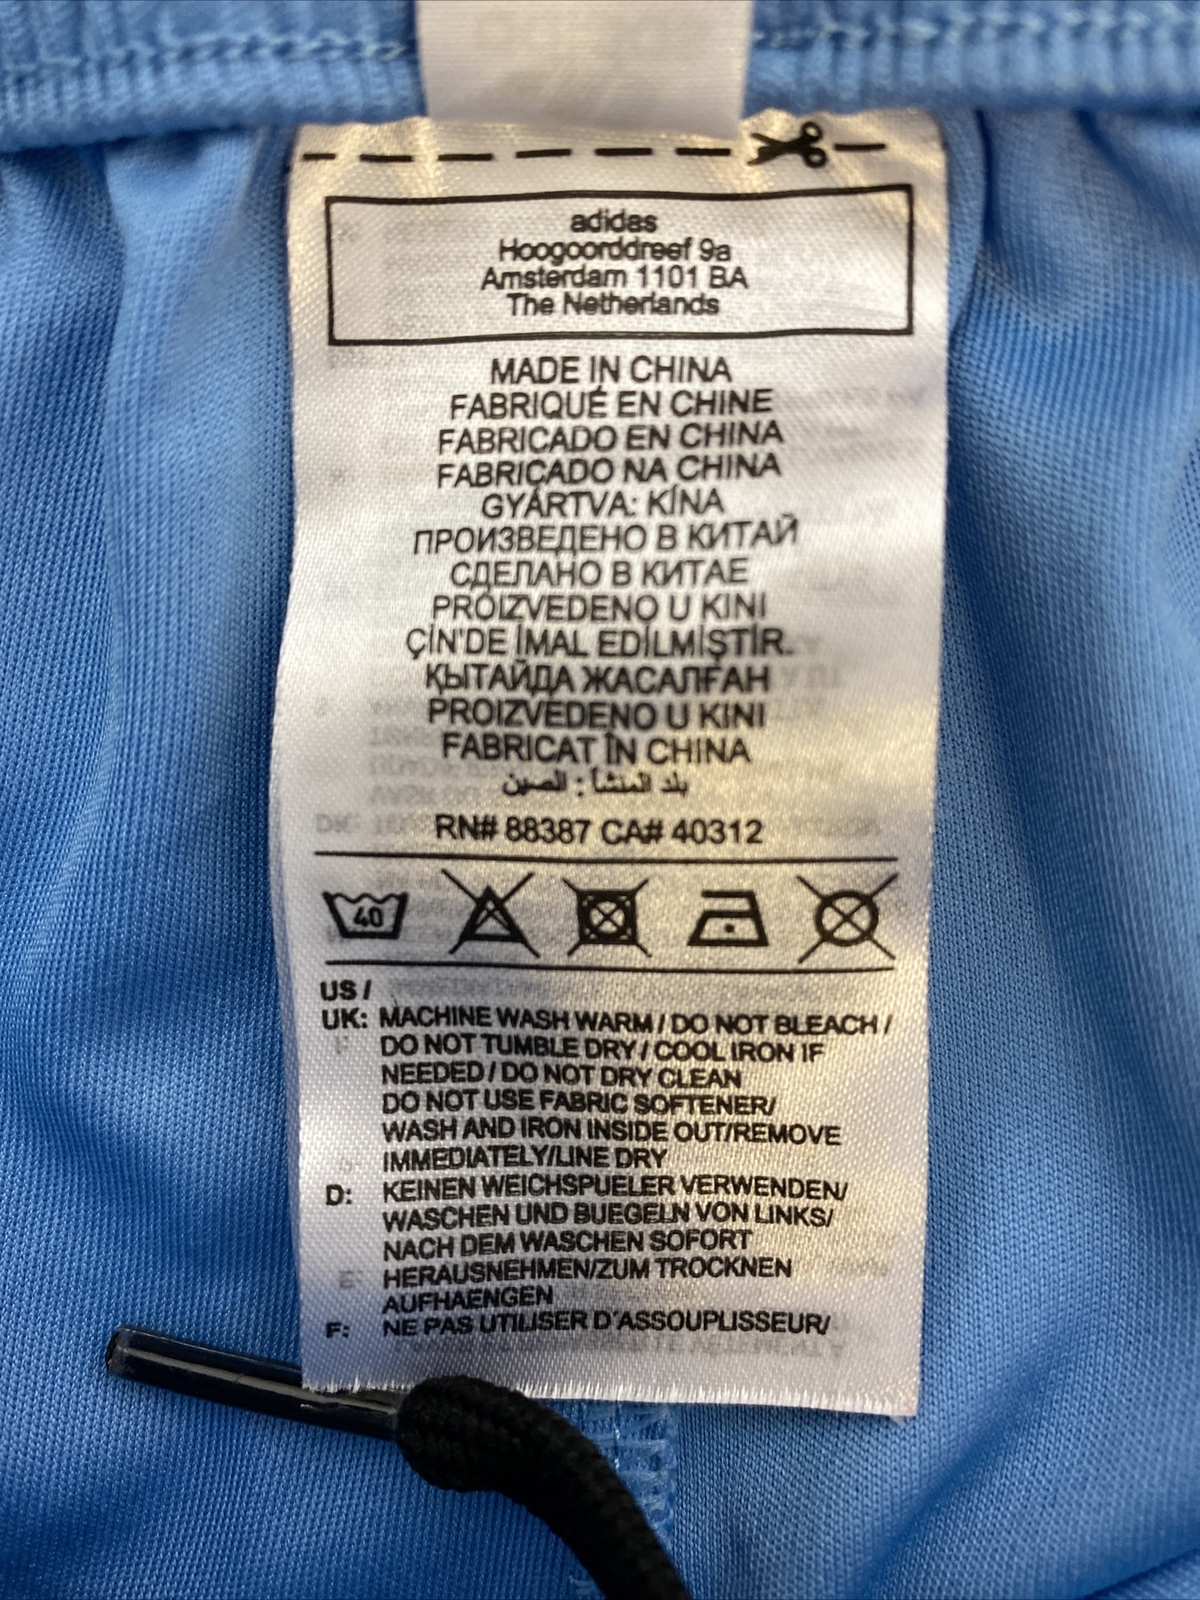 adidas
Hoogoorddreef 9a
Amsterdam 1101 BA
The Netherlands
MADE IN CHINA
FABRIQUÉ EN CHINE
FABRICADO EN CHINA
FABRICADO NA CHINA
GYÁRTVA: KÍNA
ПРОИЗВЕДЕНО В КИТАЙ
СДЕЛАНО В КИТАЕ
PROIZVEDENO U KINI
ÇİN'DE İMAL EDİLMİŞTİR.
ҚЫТАЙДА ЖАСАЛҒАН
PROIZVEDENO U KINI
FABRICAT ÎN CHINA
بلد المنشأ: الصين
RN# 88387 CA# 40312
40
US /
UK: MACHINE WASH WARM / DO NOT BLEACH /
DO NOT TUMBLE DRY / COOL IRON IF
NEEDED / DO NOT DRY CLEAN
DO NOT USE FABRIC SOFTENER/
WASH AND IRON INSIDE OUT/REMOVE
IMMEDIATELY/LINE DRY
D: KEINEN WEICHSPUELER VERWENDEN/
WASCHEN UND BUEGELN VON LINKS/
NACH DEM WASCHEN SOFORT
HERAUSNEHMEN/ZUM TROCKNEN
AUFHAENGEN
F: NE PAS UTILISER D'ASSOUPLISSEUR/